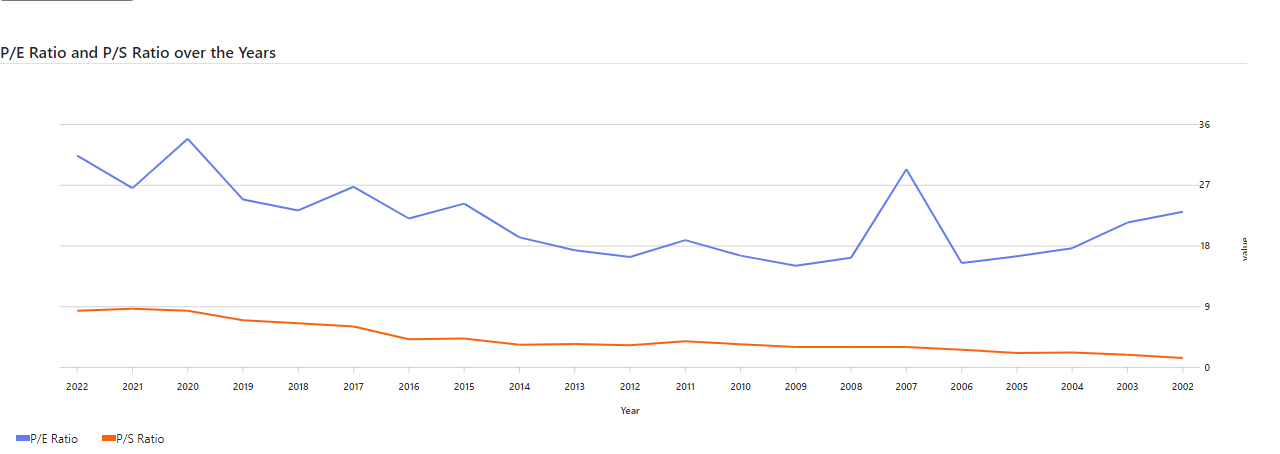 P/E Ratio and P/S Ratio over the Years
36
27
18
value
9
0
2022 2021 2020 2019 2018 2017 2016 2015 2014 2013 2012 2011 2010 2009 2008 2007 2006 2005 2004 2003 2002
Year
P/E Ratio P/S Ratio